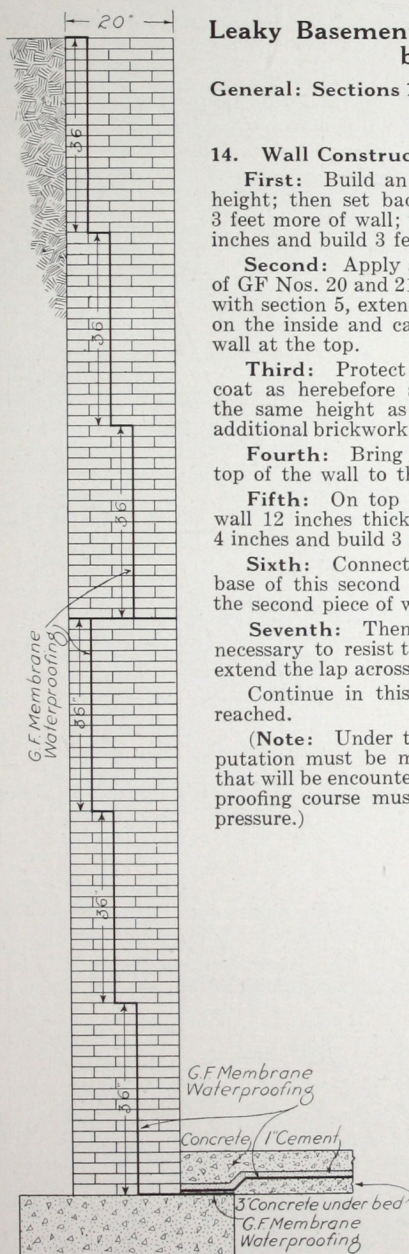 20"
Leaky Basemen
b
General: Sections
14. Wall Construc
First: Build an
height; then set bac
3 feet more of wall;
inches and build 3 fe
Second: Apply
of GF Nos. 20 and 21
with section 5, exten
on the inside and ca
wall at the top.
Third: Protect
coat as herebefore
the same height as
additional brickwork
Fourth: Bring
top of the wall to th
Fifth: On top
wall 12 inches thick
4 inches and build 3
Sixth: Connect
base of this second
the second piece of w
Seventh: Then
necessary to resist t
extend the lap across
Continue in this
reached.
(Note: Under t
putation must be m
that will be encounte
proofing course mus
pressure.)
36
36
36
G.F. Membrane
Waterproofing
36"
36"
36"
G.F. Membrane
Waterproofing
Concrete 1" Cement
3" Concrete under bed
G.F. Membrane
Waterproofing